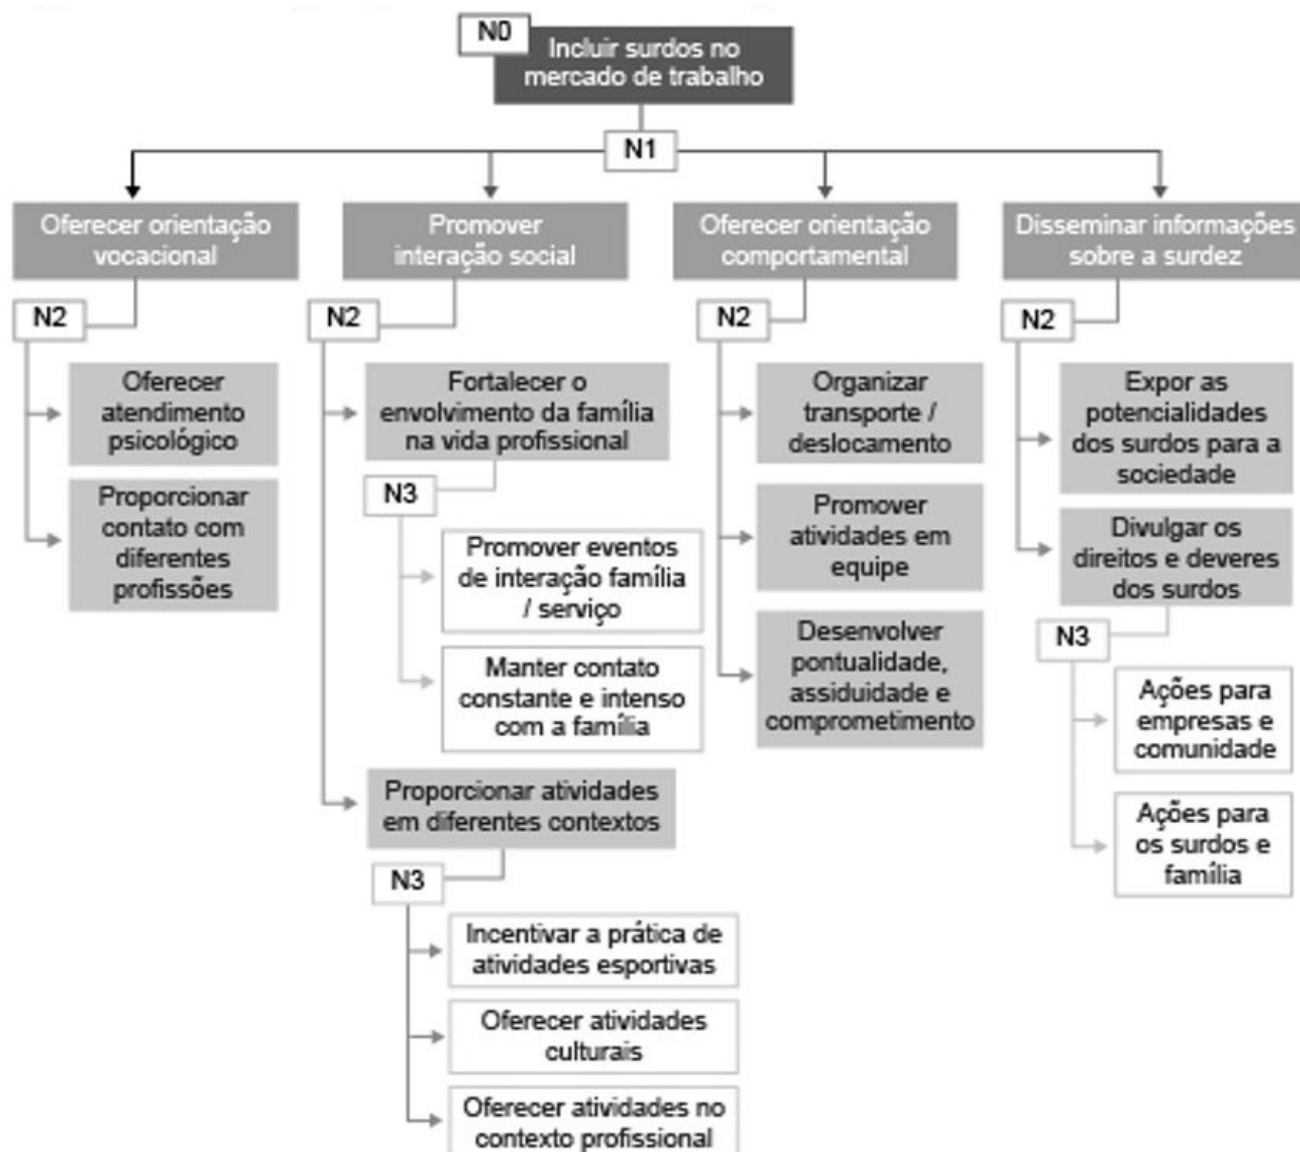 N0
Incluir surdos no
mercado de trabalho
N1
Oferecer orientação
vocacional
N2
Oferecer
atendimento
psicológico
Proporcionar
contato com
diferentes
profissões
Promover
interação social
N2
Fortalecer o
envolvimento da família
na vida profissional
N3
Promover eventos
de interação família
/ serviço
Manter contato
constante e intenso
com a família
Proporcionar atividades
em diferentes contextos
N3
Incentivar a prática de
atividades esportivas
Oferecer atividades
culturais
Oferecer atividades no
contexto profissional
Oferecer orientação
comportamental
N2
Organizar
transporte /
deslocamento
Promover
atividades em
equipe
Desenvolver
pontualidade,
assiduidade e
comprometimento
Disseminar informações
sobre a surdez
N2
Expor as
potencialidades
dos surdos para a
sociedade
Divulgar os
direitos e deveres
dos surdos
N3
Ações para
empresas e
comunidade
Ações para
os surdos e
família